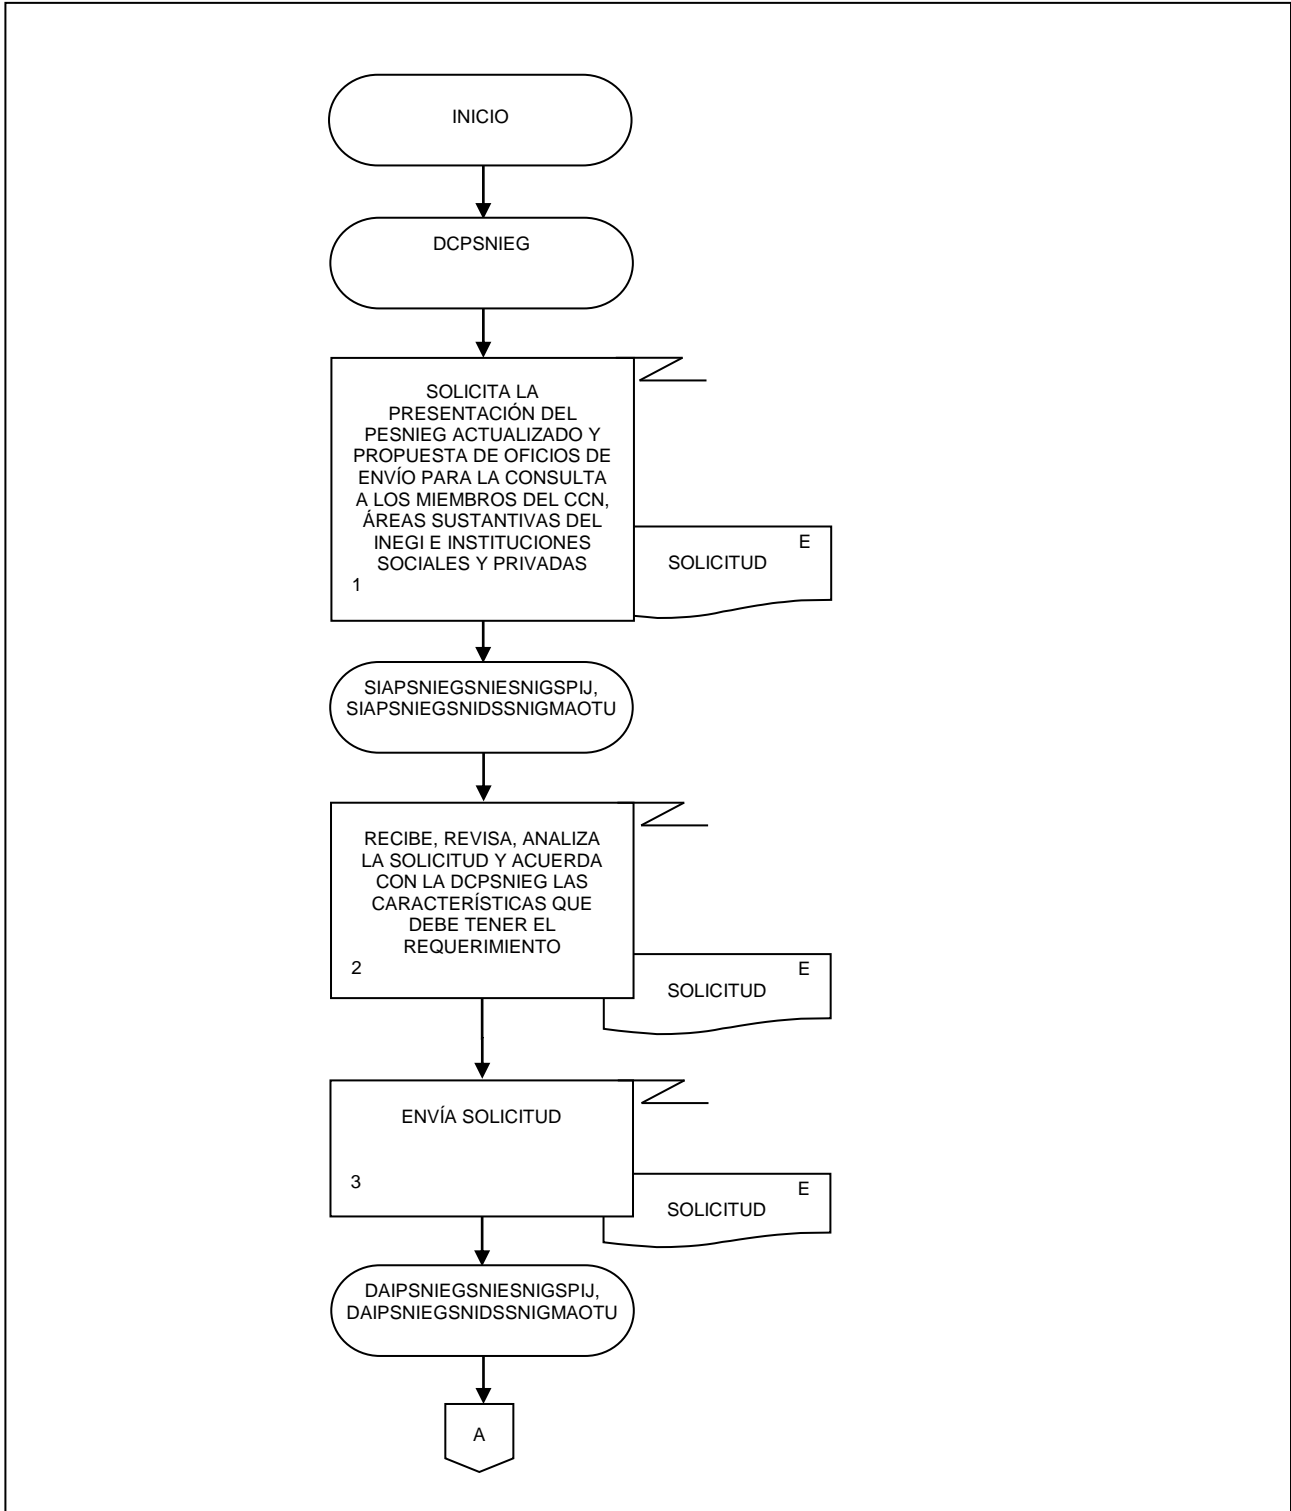 INICIO
DCPSNIEG
SOLICITA LA
PRESENTACIÓN DEL
PESNIEG ACTUALIZADO Y
PROPUESTA DE OFICIOS DE
ENVÍO PARA LA CONSULTA
A LOS MIEMBROS DEL CCN,
ÁREAS SUSTANTIVAS DEL
INEGI E INSTITUCIONES
SOCIALES Y PRIVADAS
1
E
SOLICITUD
SIAPSNIEGSNIESNIGSPIJ,
SIAPSNIEGSNIDSSNIGMAOTU
RECIBE, REVISA, ANALIZA
LA SOLICITUD Y ACUERDA
CON LA DCPSNIEG LAS
CARACTERÍSTICAS QUE
DEBE TENER EL
REQUERIMIENTO
2
E
SOLICITUD
ENVÍA SOLICITUD
3
E
SOLICITUD
DAIPSNIEGSNIESNIGSPIJ,
DAIPSNIEGSNIDSSNIGMAOTU
A